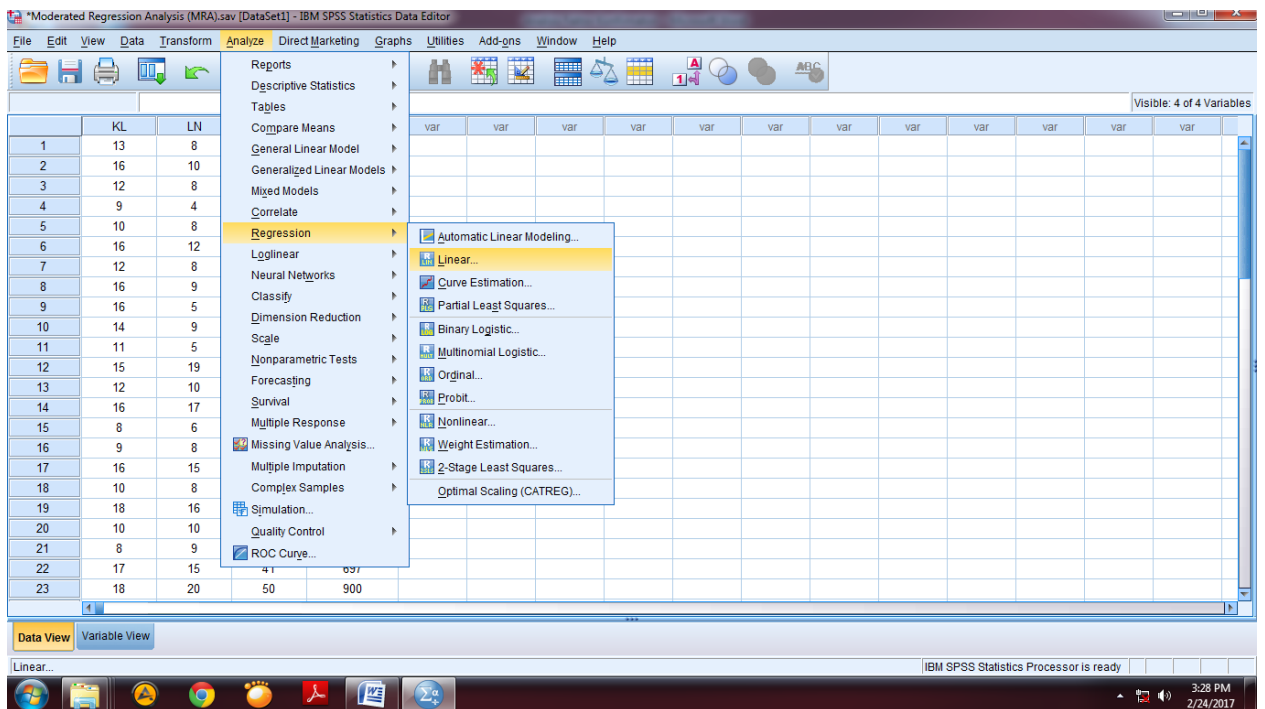 *Moderated Regression Analysis (MRA).sav [DataSet1] - IBM SPSS Statistics Data Editor
File Edit View Data Transform Analyze Direct Marketing Graphs Utilities Add-ons Window Help
Visible: 4 of 4 Variables
KL LN var var var var var var var var var var var var
1 13 8
2 16 10
3 12 8
4 9 4
5 10 8
6 16 12
7 12 8
8 16 9
9 16 5
10 14 9
11 11 5
12 15 19
13 12 10
14 16 17
15 8 6
16 9 8
17 16 15
18 10 8
19 18 16
20 10 10
21 8 9
22 17 15 41 697
23 18 20 50 900
Reports
Descriptive Statistics
Tables
Compare Means
General Linear Model
Generalized Linear Models
Mixed Models
Correlate
Regression
Loglinear
Neural Networks
Classify
Dimension Reduction
Scale
Nonparametric Tests
Forecasting
Survival
Multiple Response
Missing Value Analysis...
Multiple Imputation
Complex Samples
Simulation...
Quality Control
ROC Curve...
Automatic Linear Modeling...
Linear...
Curve Estimation...
Partial Least Squares...
Binary Logistic...
Multinomial Logistic...
Ordinal...
Probit...
Nonlinear...
Weight Estimation...
2-Stage Least Squares...
Optimal Scaling (CATREG)...
Data View Variable View
Linear... IBM SPSS Statistics Processor is ready
3:28 PM
2/24/2017